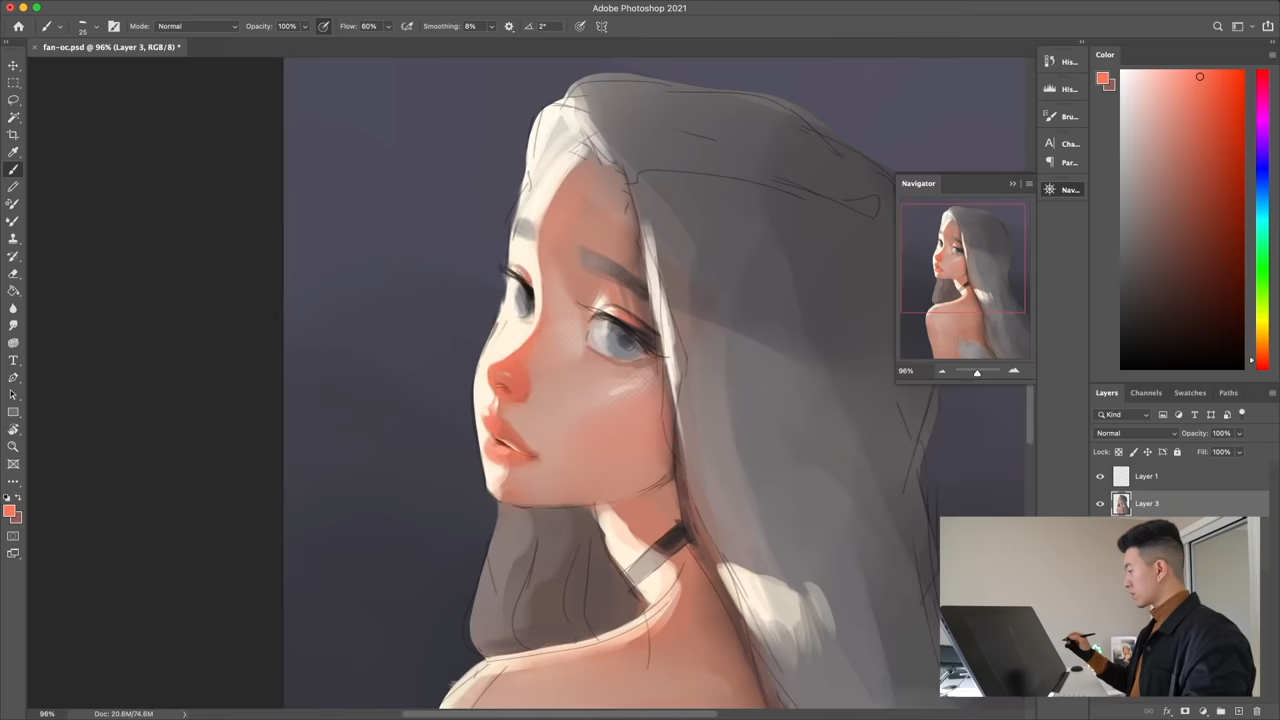 Adobe Photoshop 2021
25 Mode: Normal Opacity: 100% Flow: 60% Smoothing: 8% 2°
fan-oc.psd @ 96% (Layer 3, RGB/8) *
His...
His...
Bru...
Cha...
Par...
Nav...
Color
Navigator
96%
Layers Channels Swatches Paths
Kind
Normal Opacity: 100%
Lock: Fill: 100%
Layer 1
Layer 3
96% Doc: 20.6M/74.6M